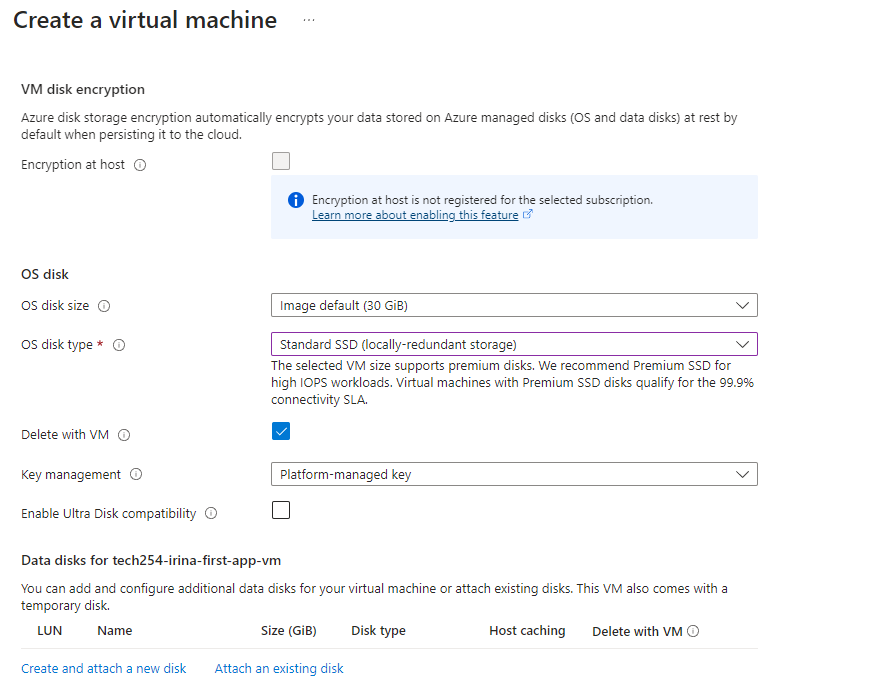 Create a virtual machine ...
VM disk encryption
Azure disk storage encryption automatically encrypts your data stored on Azure managed disks (OS and data disks) at rest by
default when persisting it to the cloud.
Encryption at host
Encryption at host is not registered for the selected subscription.
Learn more about enabling this feature
OS disk
OS disk size
Image default (30 GiB)
OS disk type *
Standard SSD (locally-redundant storage)
The selected VM size supports premium disks. We recommend Premium SSD for
high IOPS workloads. Virtual machines with Premium SSD disks qualify for the 99.9%
connectivity SLA.
Delete with VM
Key management
Platform-managed key
Enable Ultra Disk compatibility
Data disks for tech254-irina-first-app-vm
You can add and configure additional data disks for your virtual machine or attach existing disks. This VM also comes with a
temporary disk.
LUN Name Size (GiB) Disk type Host caching Delete with VM
Create and attach a new disk Attach an existing disk